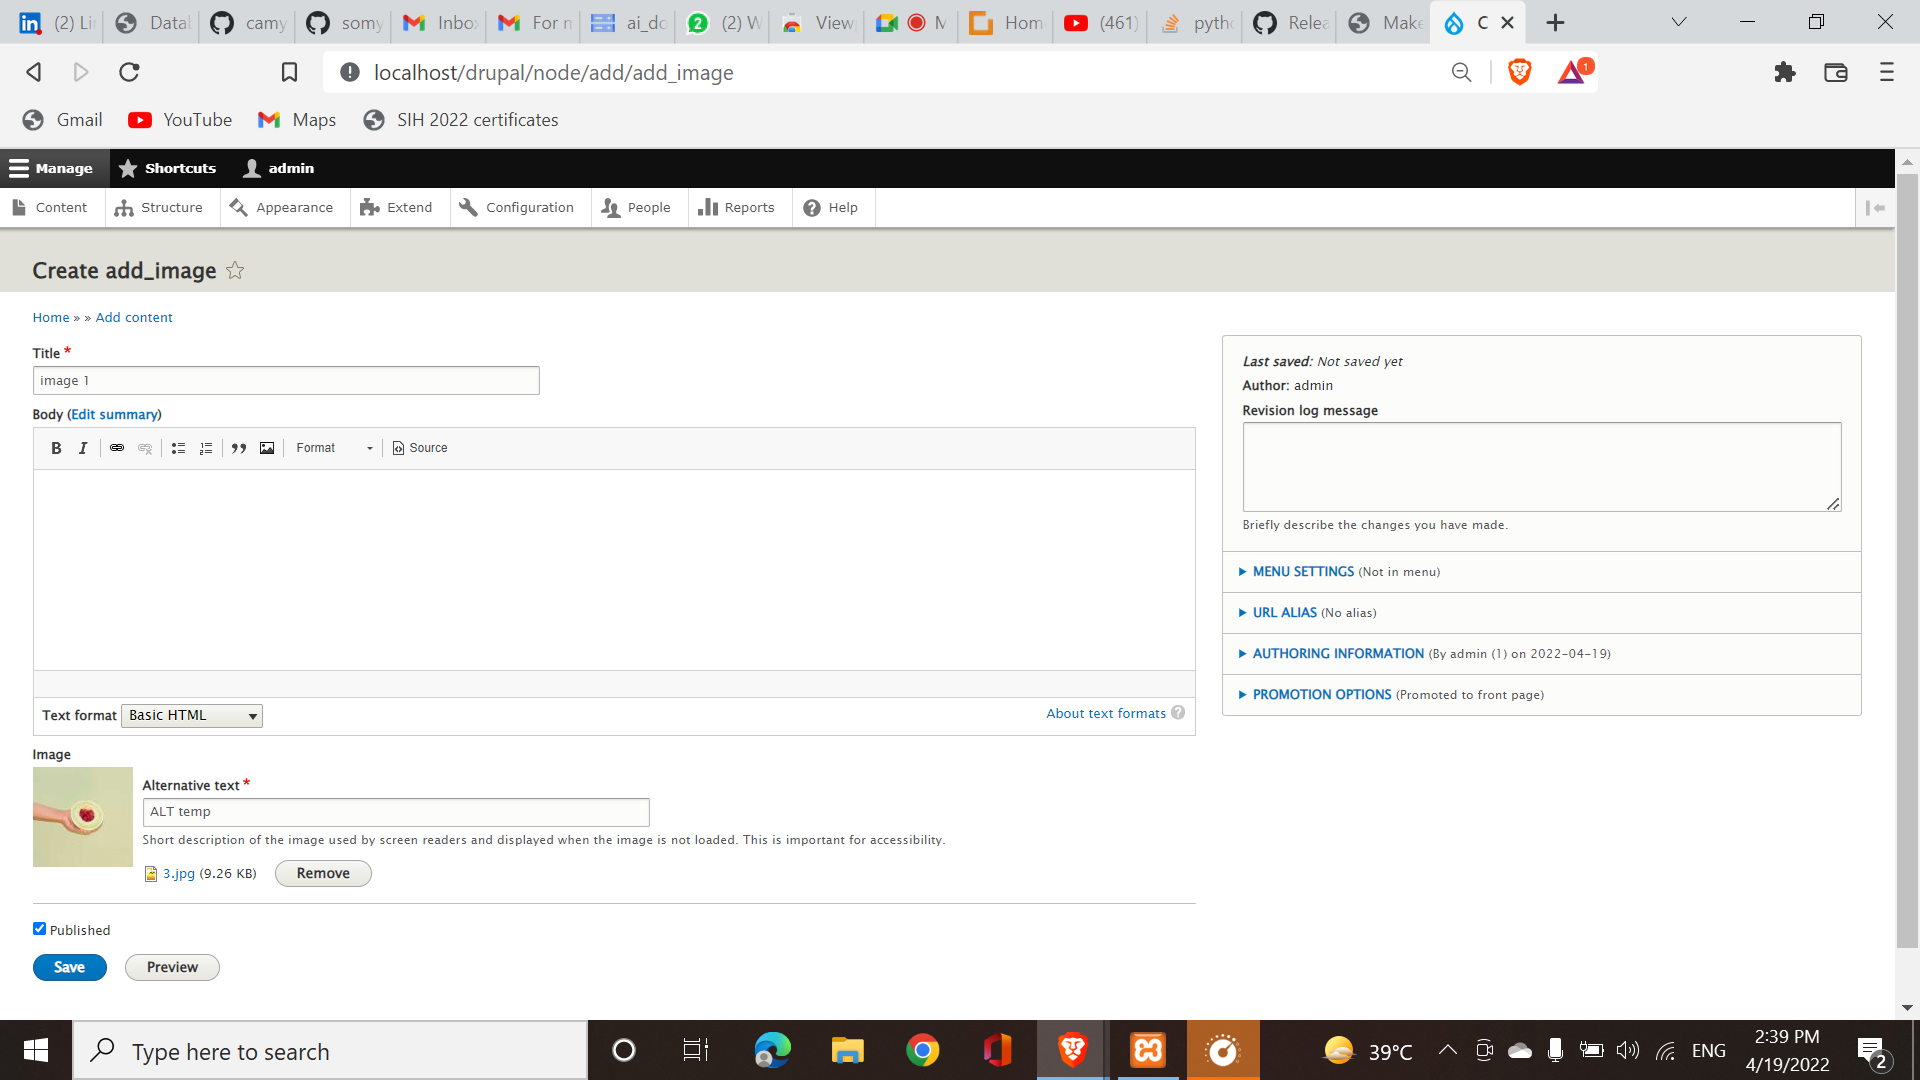 (2) Li
Datab
camy
somy
Inbox
For m
ai_do
(2) W
View
M
Home
(461)
pytho
Relea
Make
C
localhost/drupal/node/add/add_image
1
Gmail
YouTube
Maps
SIH 2022 certificates
Manage
Shortcuts
admin
Content
Structure
Appearance
Extend
Configuration
People
Reports
Help
Create add_image
Home » » Add content
Title *
image 1
Body (Edit summary)
B I Format Source
Text format Basic HTML
About text formats ?
Image
Alternative text *
ALT temp
Short description of the image used by screen readers and displayed when the image is not loaded. This is important for accessibility.
3.jpg (9.26 KB)
Remove
Published
Save
Preview
Last saved: Not saved yet
Author: admin
Revision log message
Briefly describe the changes you have made.
MENU SETTINGS (Not in menu)
URL ALIAS (No alias)
AUTHORING INFORMATION (By admin (1) on 2022-04-19)
PROMOTION OPTIONS (Promoted to front page)
Type here to search
39°C
ENG
2:39 PM
4/19/2022
2